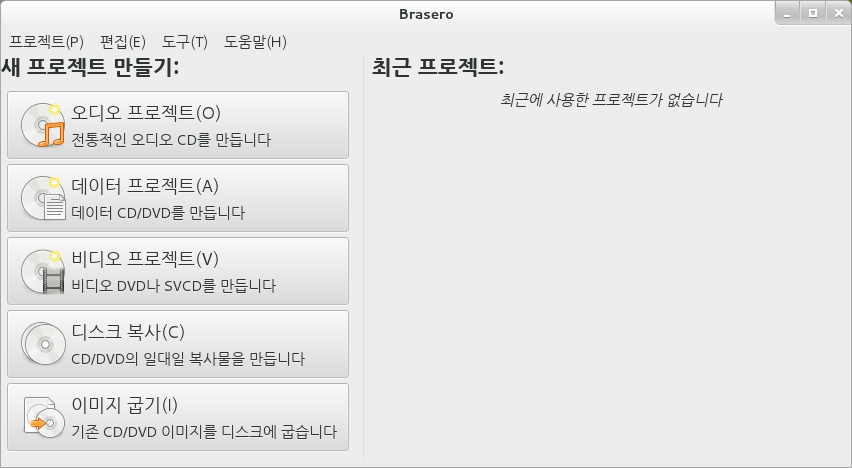 Brasero
프로젝트(P) 편집(E) 도구(T) 도움말(H)
새 프로젝트 만들기:
오디오 프로젝트(O)
전통적인 오디오 CD를 만듭니다
데이터 프로젝트(A)
데이터 CD/DVD를 만듭니다
비디오 프로젝트(V)
비디오 DVD나 SVCD를 만듭니다
디스크 복사(C)
CD/DVD의 일대일 복사물을 만듭니다
이미지 굽기(I)
기존 CD/DVD 이미지를 디스크에 굽습니다
최근 프로젝트:
최근에 사용한 프로젝트가 없습니다